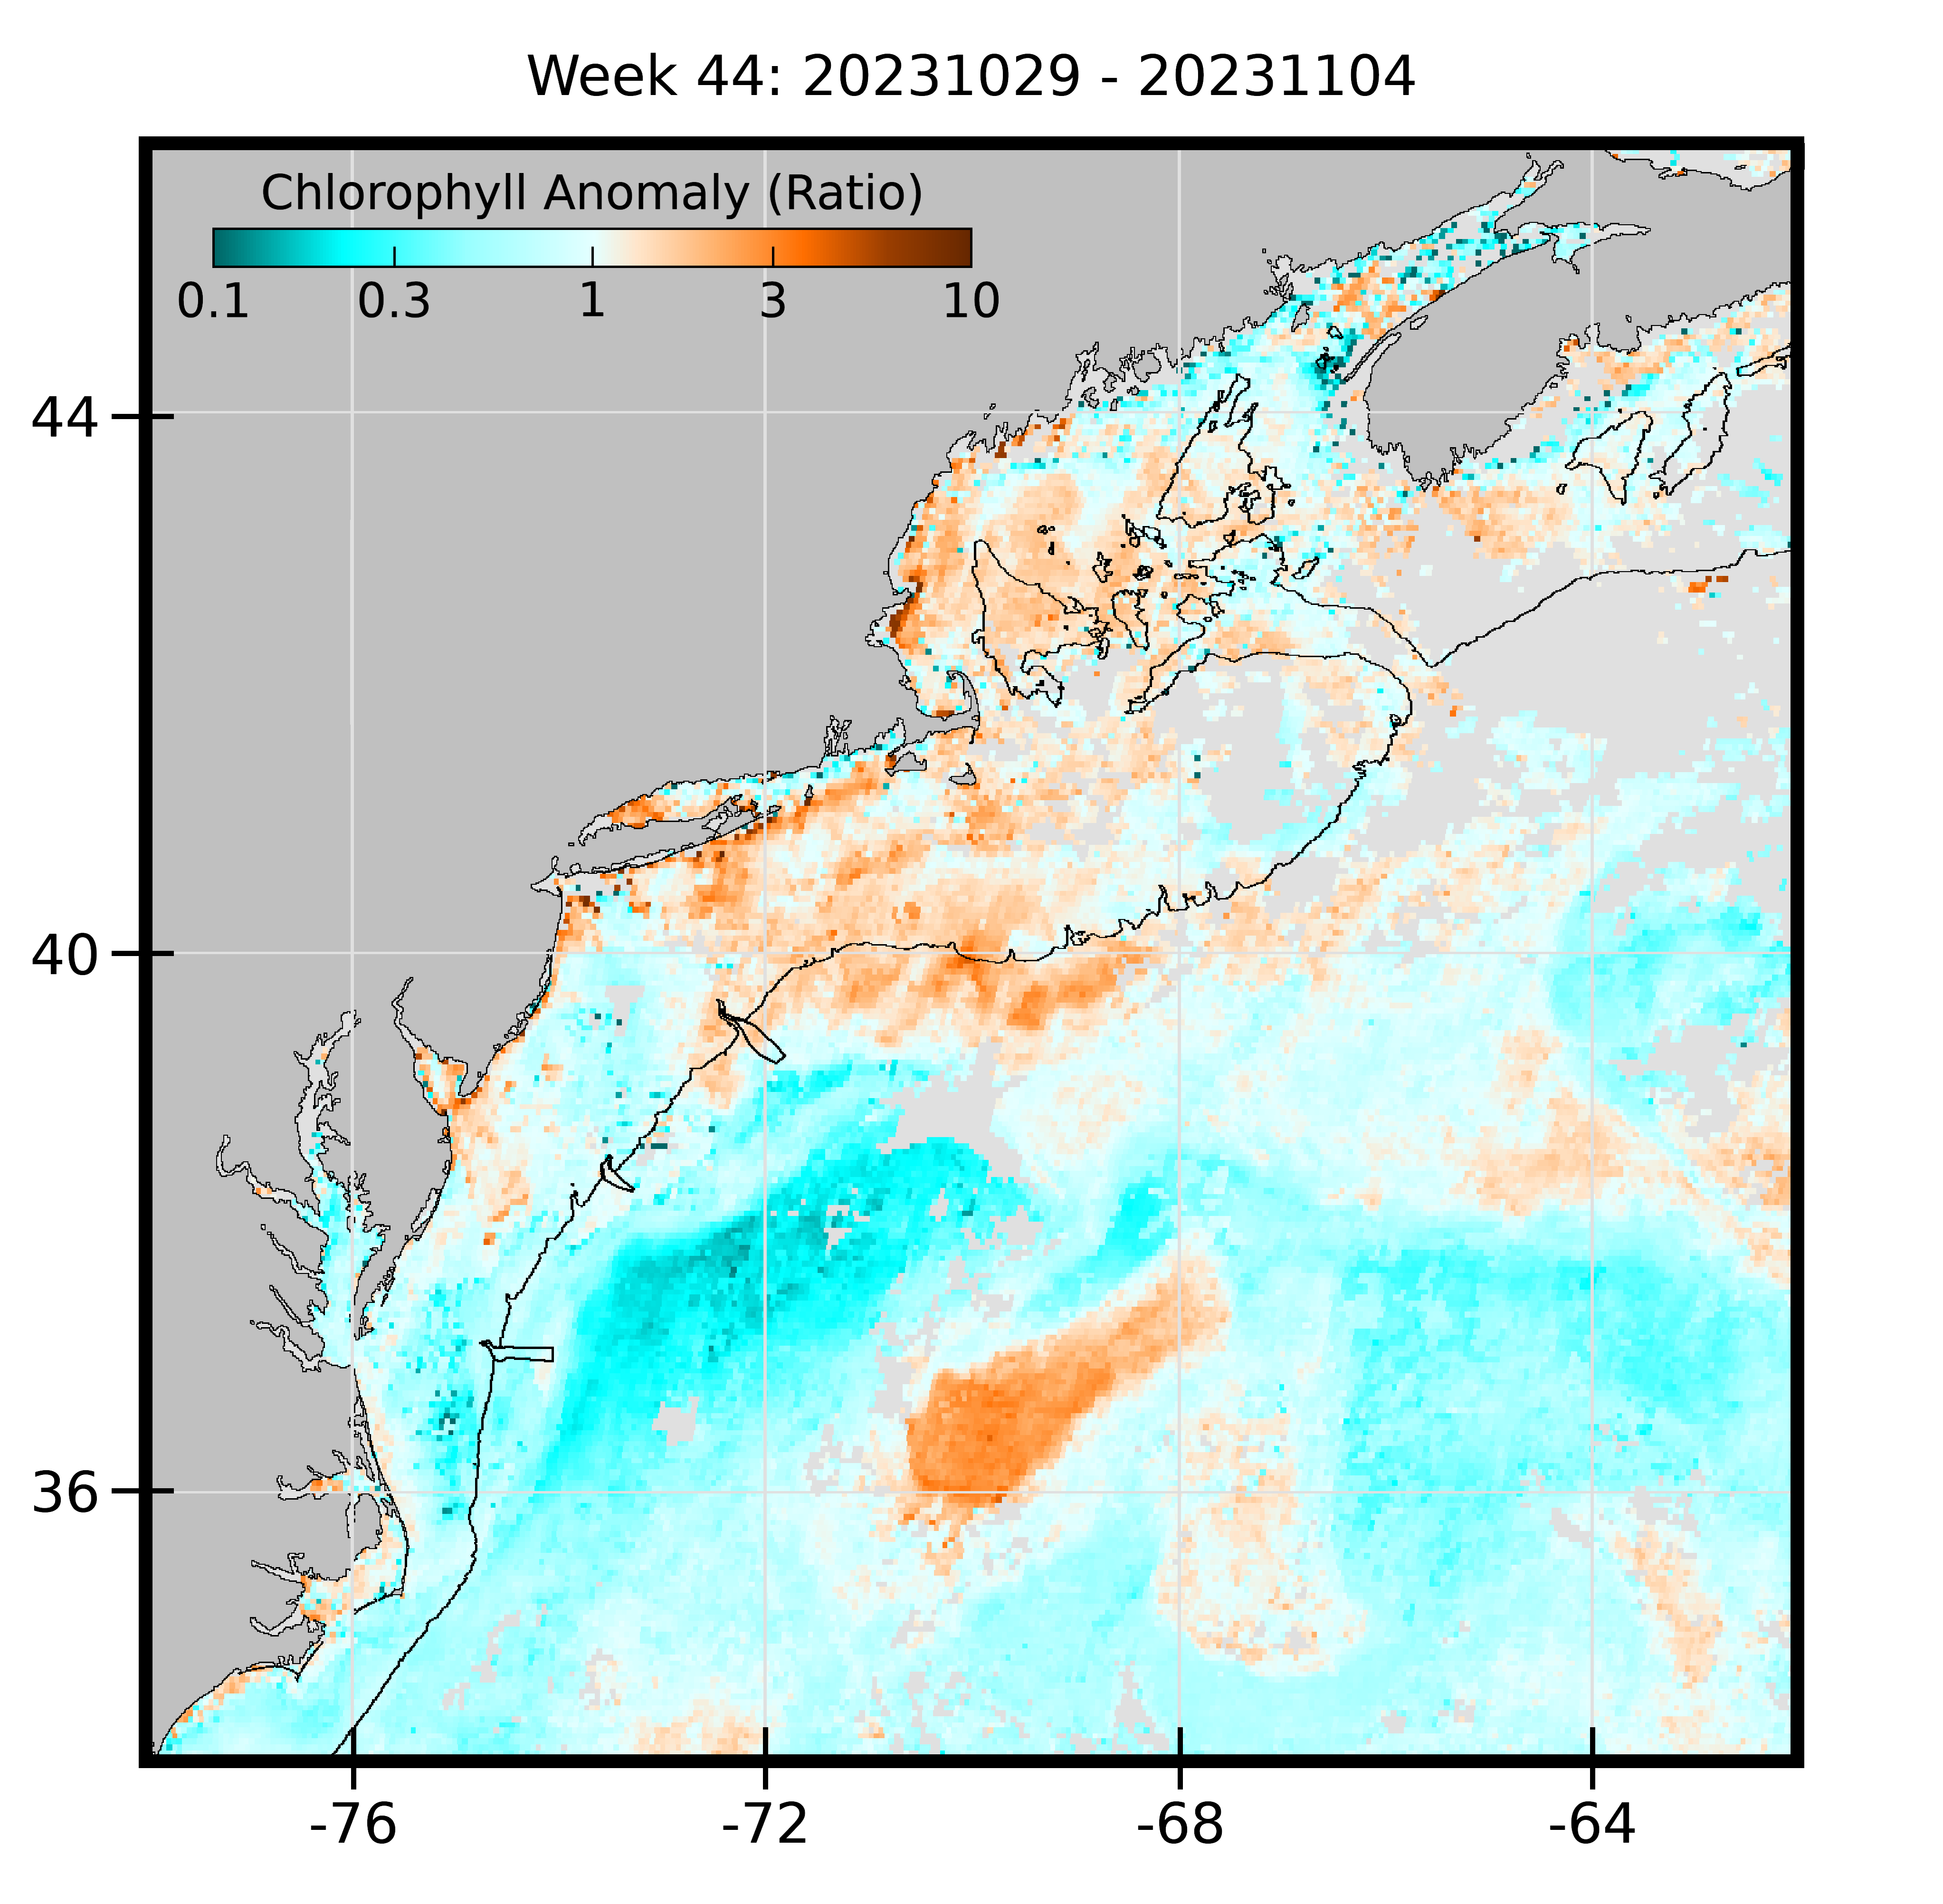 Week 44: 20231029 - 20231104
Chlorophyll Anomaly (Ratio)
0.1 0.3 1 3 10
44
40
36
-76 -72 -68 -64